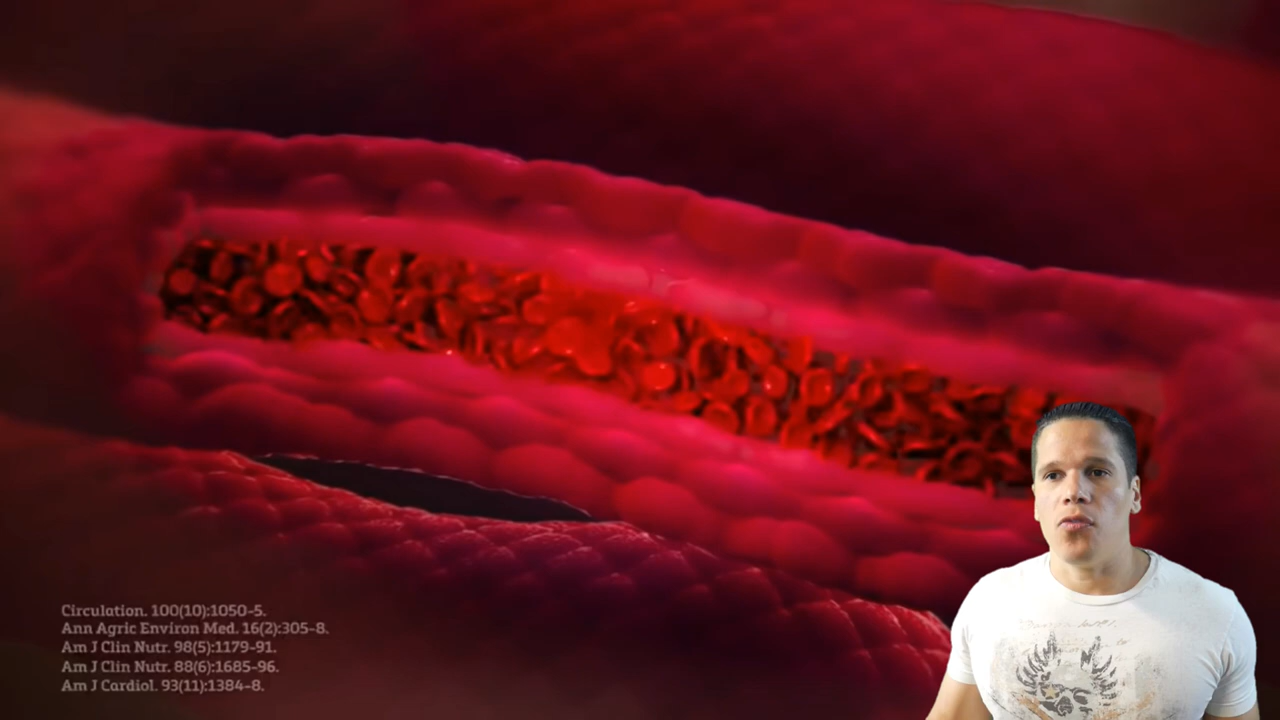 Circulation. 100(10):1050-5.
Ann Agric Environ Med. 16(2):305-8.
Am J Clin Nutr. 98(5):1179-91.
Am J Clin Nutr. 88(6):1685-96.
Am J Cardiol. 93(11):1384-8.